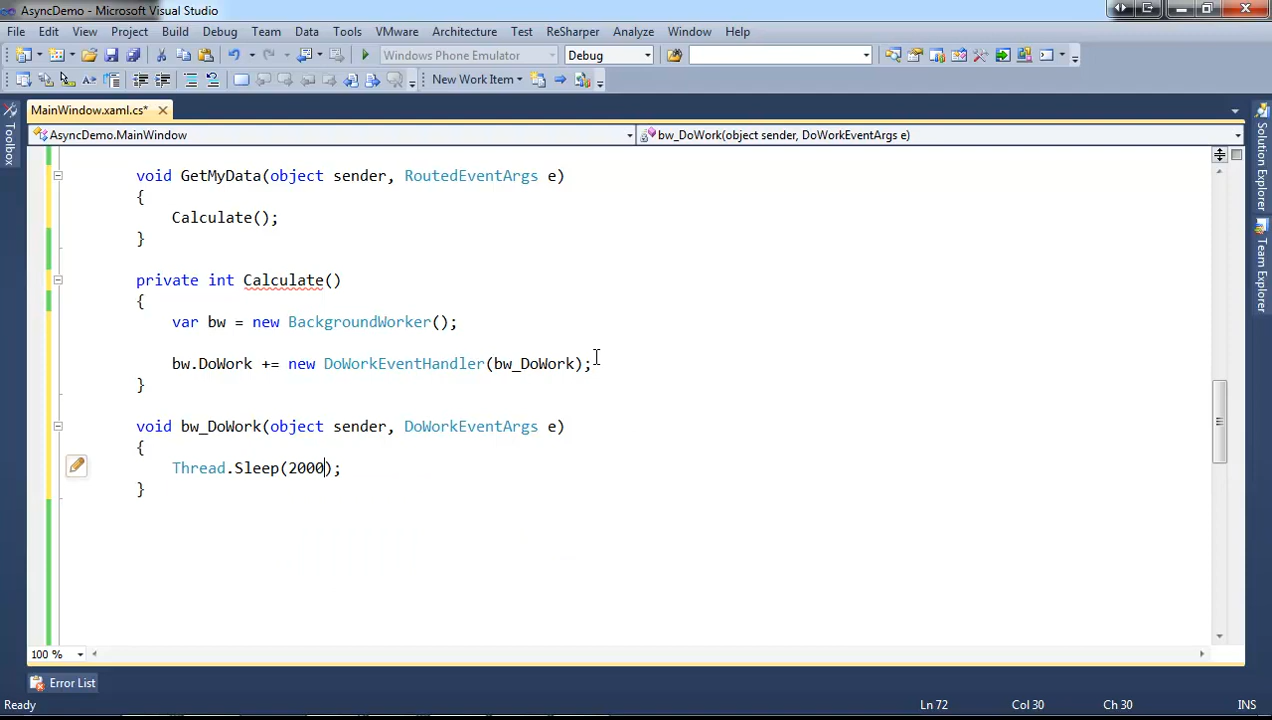 AsyncDemo - Microsoft Visual Studio
File Edit View Project Build Debug Team Data Tools VMware Architecture Test ReSharper Analyze Window Help
Windows Phone Emulator Debug
New Work Item
MainWindow.xaml.cs*
AsyncDemo.MainWindow bw_DoWork(object sender, DoWorkEventArgs e)
Toolbox
Solution Explorer
Team Explorer
void GetMyData(object sender, RoutedEventArgs e)
{
Calculate();
}
private int Calculate()
{
var bw = new BackgroundWorker();
bw.DoWork += new DoWorkEventHandler(bw_DoWork);
}
void bw_DoWork(object sender, DoWorkEventArgs e)
{
Thread.Sleep(2000);
}
100 %
Error List
Ready Ln 72 Col 30 Ch 30 INS